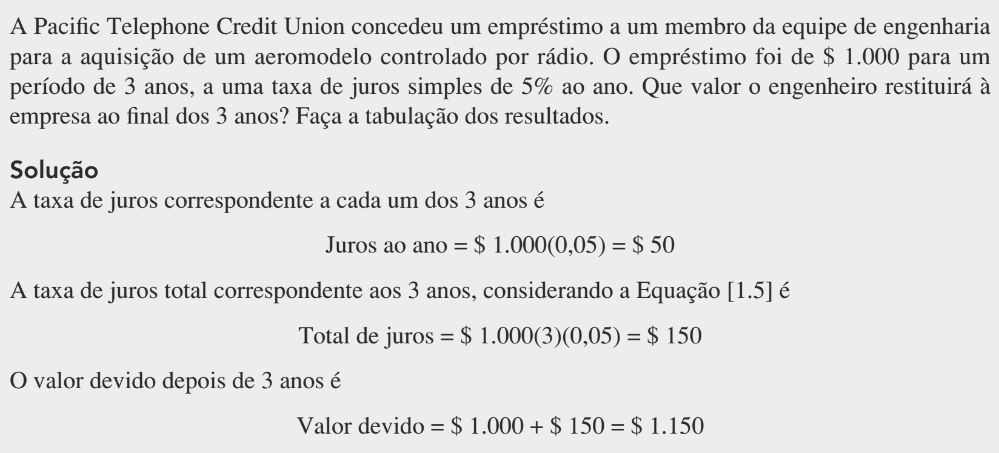 A Pacific Telephone Credit Union concedeu um empréstimo a um membro da equipe de engenharia
para a aquisição de um aeromodelo controlado por rádio. O empréstimo foi de $ 1.000 para um
período de 3 anos, a uma taxa de juros simples de 5% ao ano. Que valor o engenheiro restituirá à
empresa ao final dos 3 anos? Faça a tabulação dos resultados.
Solução
A taxa de juros correspondente a cada um dos 3 anos é
Juros ao ano = $ 1.000(0,05) = $ 50
A taxa de juros total correspondente aos 3 anos, considerando a Equação [1.5] é
Total de juros = $ 1.000(3)(0,05) = $ 150
O valor devido depois de 3 anos é
Valor devido = $ 1.000 + $ 150 = $ 1.150